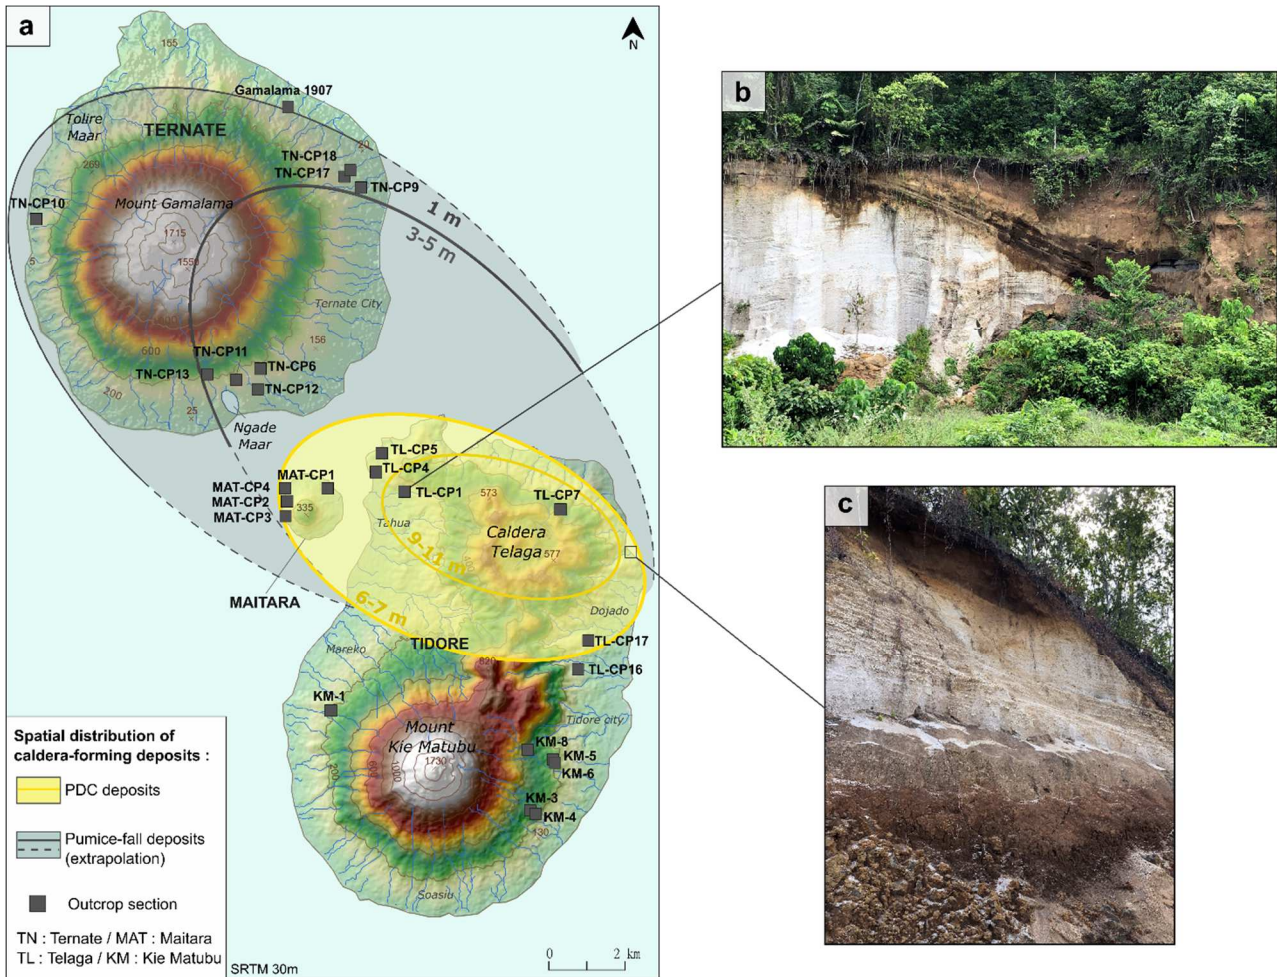 a
N
155
Gamalama 1907
Tolire
Maar
TERNATE
20
269
TN-CP18
TN-CP17
TN-CP9
TN-CP10
Mount Gamalama
1 m
3-5 m
1715
1550
5
Ternate City
156
600
TN-CP11
TN-CP6
TN-CP13
TN-CP12
200
25
Ngade
Maar
TL-CP5
MAT-CP1
TL-CP4
MAT-CP4
MAT-CP2
MAT-CP3
335
TL-CP1
573
TL-CP7
Tahua
Caldera
Telaga
577
9-11 m
MAITARA
6-7 m
Dojado
TIDORE
TL-CP17
Mareko
820
TL-CP16
KM-1
Tidore city
Mount
Kie Matubu
KM-8
KM-5
KM-6
1730
200
600
1000
KM-3
KM-4
130
Soasiu
Spatial distribution of
caldera-forming deposits :
PDC deposits
Pumice-fall deposits
(extrapolation)
Outcrop section
TN : Ternate / MAT : Maitara
TL : Telaga / KM : Kie Matubu
SRTM 30m
0 2 km
b
c